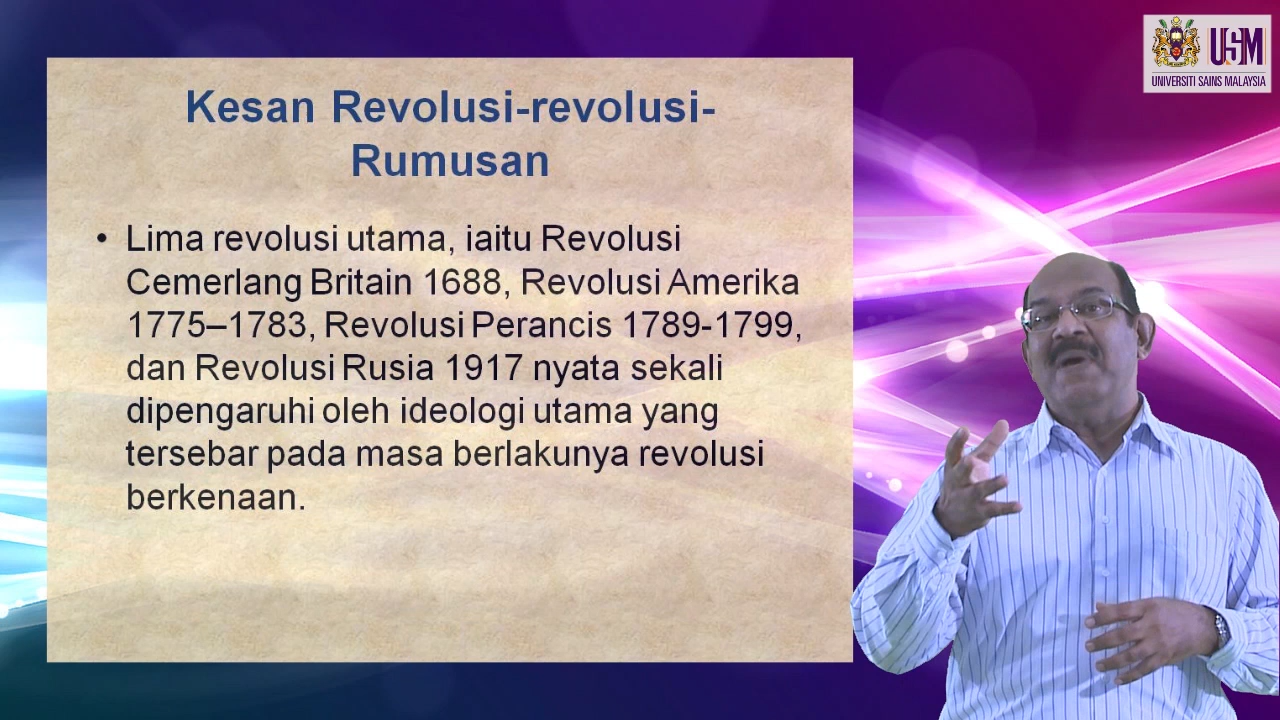 Kesan Revolusi-revolusi-
Rumusan
• Lima revolusi utama, iaitu Revolusi
Cemerlang Britain 1688, Revolusi Amerika
1775–1783, Revolusi Perancis 1789-1799,
dan Revolusi Rusia 1917 nyata sekali
dipengaruhi oleh ideologi utama yang
tersebar pada masa berlakunya revolusi
berkenaan.
USM
UNIVERSITI SAINS MALAYSIA